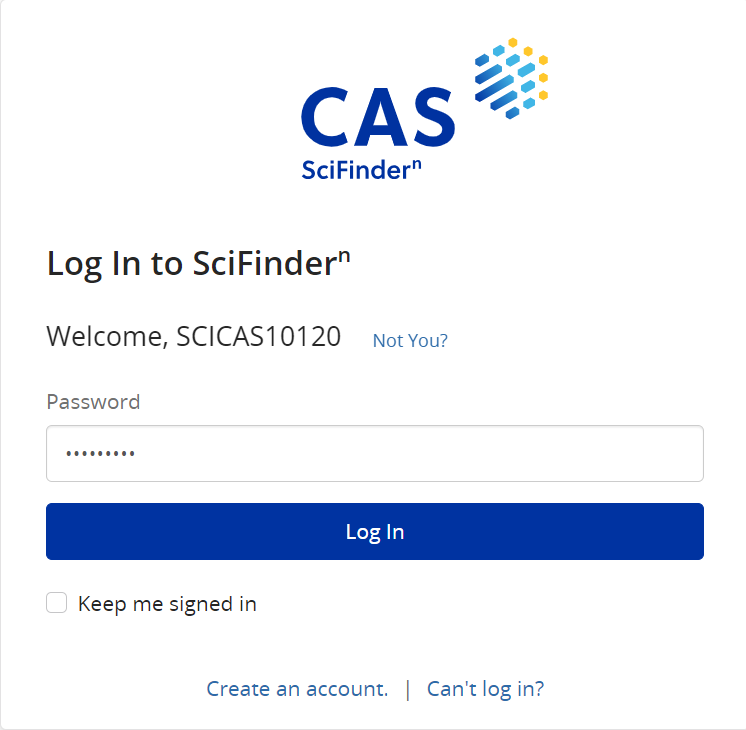 CAS
SciFinderⁿ
Log In to SciFinderⁿ
Welcome, SCICAS10120 Not You?
Password
•••••••••
Log In
Keep me signed in
Create an account. | Can't log in?